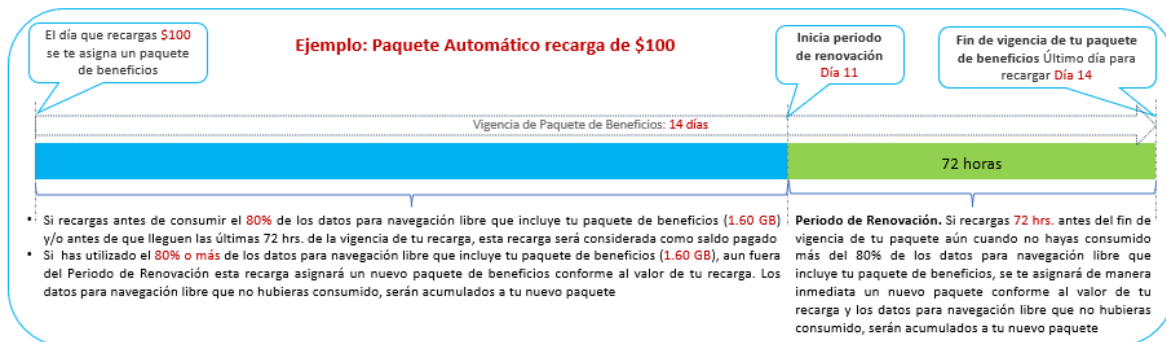 El día que recargas $100
se te asigna un paquete
de beneficios
Ejemplo: Paquete Automático recarga de $100
Inicia periodo
de renovación
Día 11
Fin de vigencia de tu paquete
de beneficios Último día para
recargar Día 14
Vigencia de Paquete de Beneficios: 14 días
72 horas
• Si recargas antes de consumir el 80% de los datos para navegación libre que incluye tu paquete de beneficios (1.60 GB)
y/o antes de que lleguen las últimas 72 hrs. de la vigencia de tu recarga, esta recarga será considerada como saldo pagado
• Si has utilizado el 80% o más de los datos para navegación libre que incluye tu paquete de beneficios (1.60 GB), aun fuera
del Periodo de Renovación esta recarga asignará un nuevo paquete de beneficios conforme al valor de tu recarga. Los
datos para navegación libre que no hubieras consumido, serán acumulados a tu nuevo paquete
Periodo de Renovación. Si recargas 72 hrs. antes del fin de
vigencia de tu paquete aún cuando no hayas consumido
más del 80% de los datos para navegación libre que
incluye tu paquete de beneficios, se te asignará de manera
inmediata un nuevo paquete conforme al valor de tu
recarga y los datos para navegación libre que no hubieras
consumido, serán acumulados a tu nuevo paquete